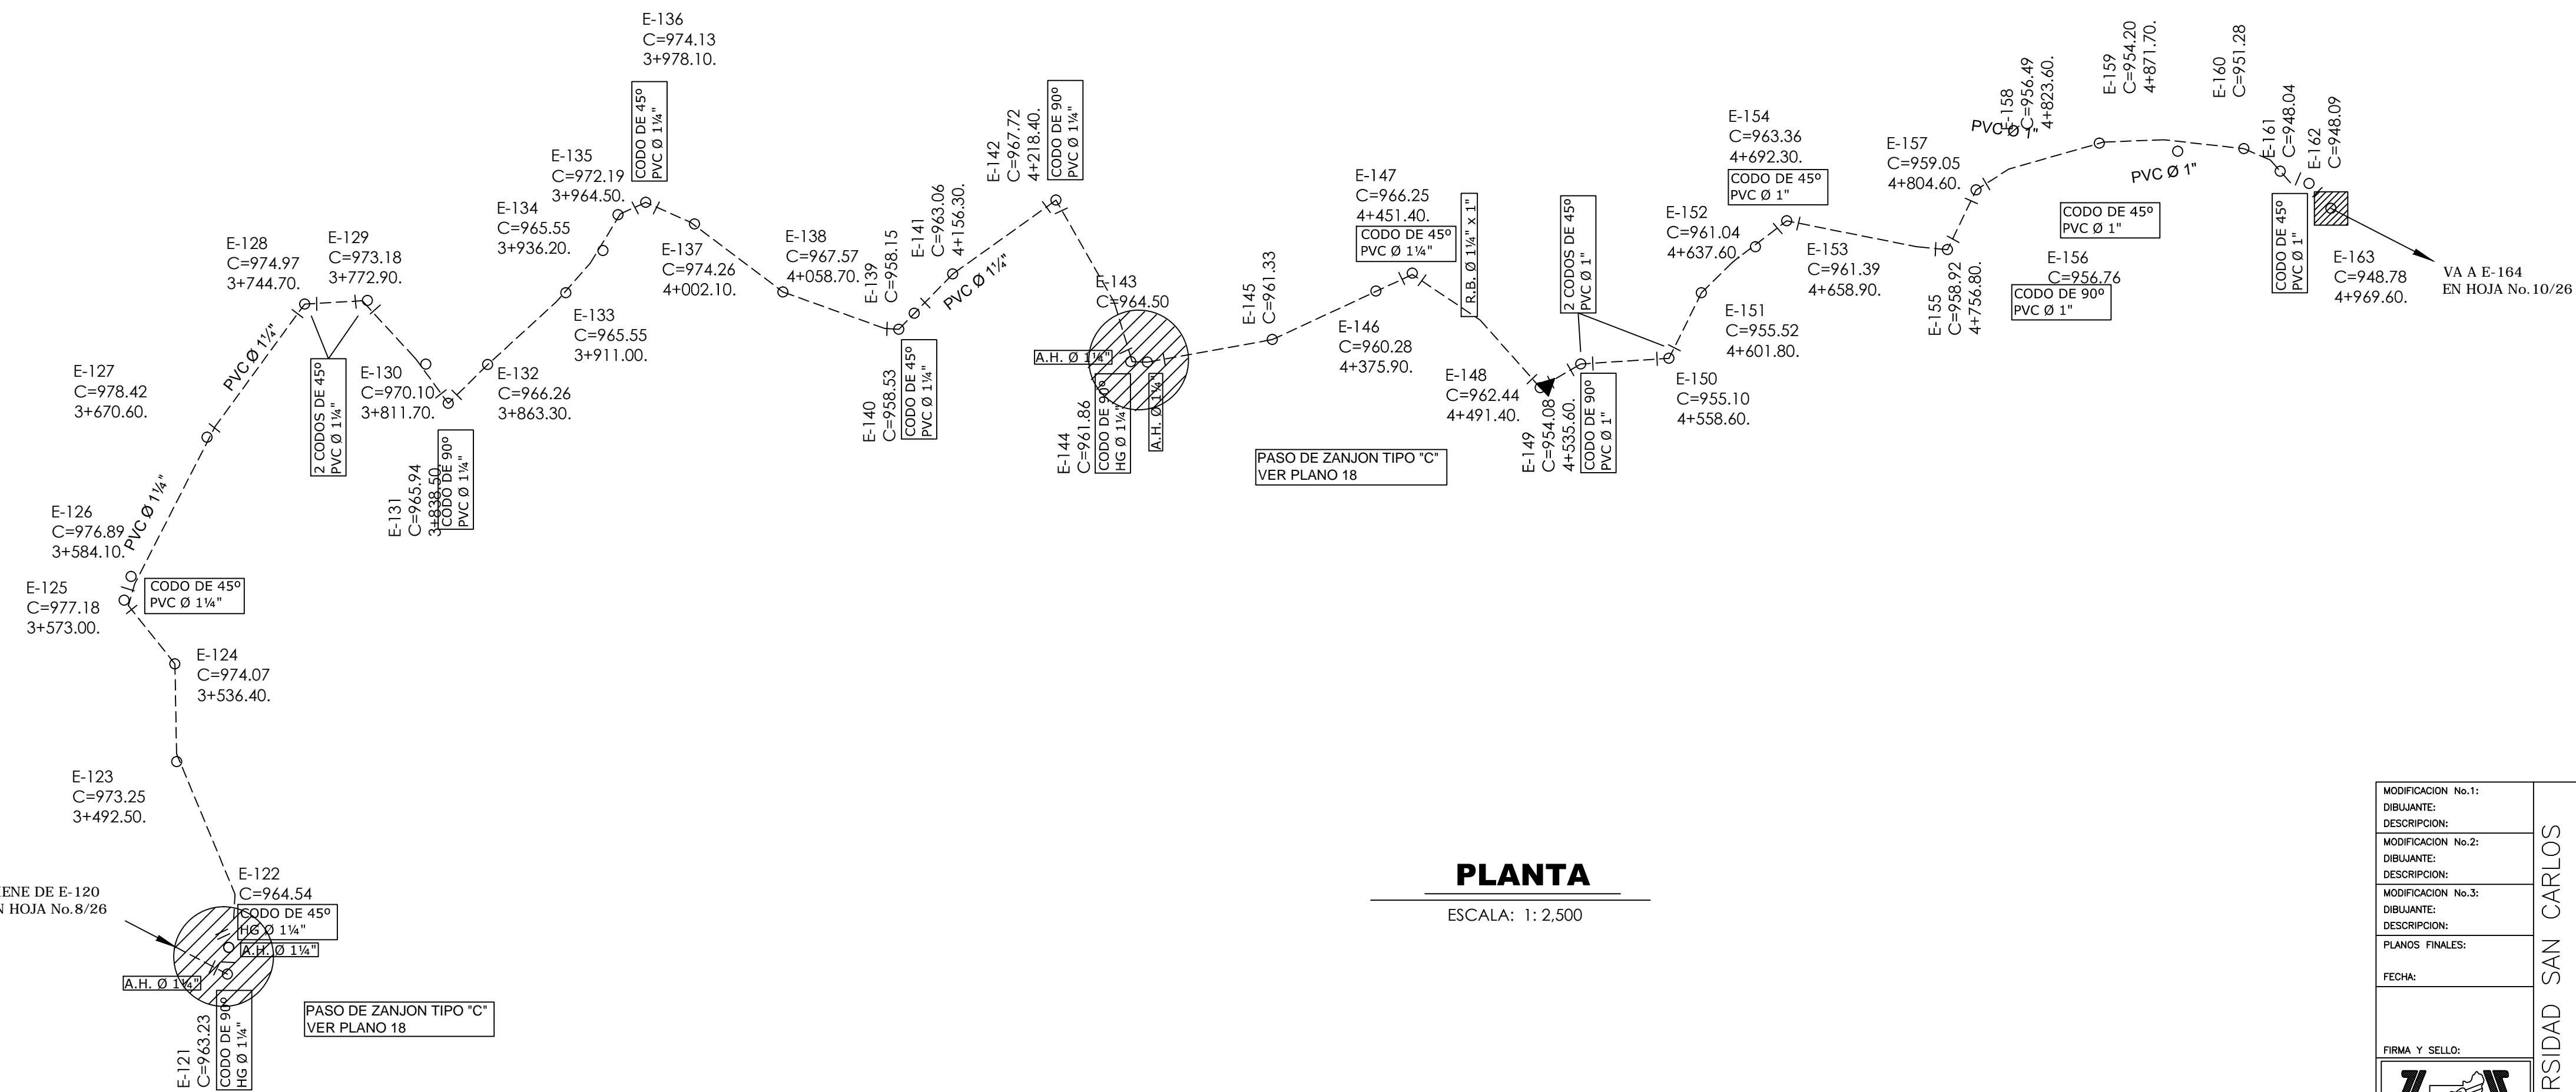 E-136
C=974.13
3+978.10.
CODO DE 45º
PVC Ø 1¼"
E-135
C=972.19
3+964.50.
E-134
C=965.55
3+936.20.
E-128
C=974.97
3+744.70.
E-129
C=973.18
3+772.90.
E-137
C=974.26
4+002.10.
E-138
C=967.57
4+058.70.
E-139
C=958.15
E-141
C=963.06
4+156.30.
PVC Ø 1¼"
E-142
C=967.72
4+218.40.
CODO DE 90º
PVC Ø 1¼"
E-133
C=965.55
3+911.00.
E-127
C=978.42
3+670.60.
PVC Ø 1¼"
2 CODOS DE 45º
PVC Ø 1¼"
E-130
C=970.10
3+811.70.
E-132
C=966.26
3+863.30.
E-131
C=965.94
3+838.50.
CODO DE 90º
PVC Ø 1¼"
E-140
C=958.53
CODO DE 45º
PVC Ø 1¼"
E-143
C=964.50
A.H. Ø 1¼"
E-144
C=961.86
CODO DE 90º
HG Ø 1¼"
A.H. Ø 1¼"
E-145
C=961.33
E-146
C=960.28
4+375.90.
E-147
C=966.25
4+451.40.
CODO DE 45º
PVC Ø 1¼"
R.B. Ø 1¼" x 1"
PASO DE ZANJON TIPO "C"
VER PLANO 18
E-148
C=962.44
4+491.40.
E-149
C=954.08
4+535.60.
CODO DE 90º
PVC Ø 1"
2 CODOS DE 45º
PVC Ø 1"
E-150
C=955.10
4+558.60.
E-151
C=955.52
4+601.80.
E-152
C=961.04
4+637.60.
E-154
C=963.36
4+692.30.
CODO DE 45º
PVC Ø 1"
E-153
C=961.39
4+658.90.
E-157
C=959.05
4+804.60.
E-155
C=958.92
4+756.80.
E-156
C=956.76
CODO DE 90º
PVC Ø 1"
PVC Ø 1"
E-158
C=956.49
4+823.60.
E-159
C=954.20
4+871.70.
PVC Ø 1"
CODO DE 45º
PVC Ø 1"
E-160
C=951.28
E-161
C=948.04
E-162
C=948.09
CODO DE 45º
PVC Ø 1"
E-163
C=948.78
4+969.60.
VA A E-164
EN HOJA No.10/26
PVC Ø 1¼"
E-126
C=976.89
3+584.10.
E-125
C=977.18
3+573.00.
CODO DE 45º
PVC Ø 1¼"
E-124
C=974.07
3+536.40.
E-123
C=973.25
3+492.50.
IENE DE E-120
N HOJA No.8/26
E-122
C=964.54
CODO DE 45º
HG Ø 1¼"
A.H. Ø 1¼"
A.H. Ø 1¼"
E-121
C=963.23
CODO DE 90º
HG Ø 1¼"
PASO DE ZANJON TIPO "C"
VER PLANO 18
PLANTA
ESCALA: 1: 2,500
MODIFICACION No.1:
DIBUJANTE:
DESCRIPCION:
MODIFICACION No.2:
DIBUJANTE:
DESCRIPCION:
MODIFICACION No.3:
DIBUJANTE:
DESCRIPCION:
PLANOS FINALES:
FECHA:
FIRMA Y SELLO:
RSIDAD SAN CARLOS